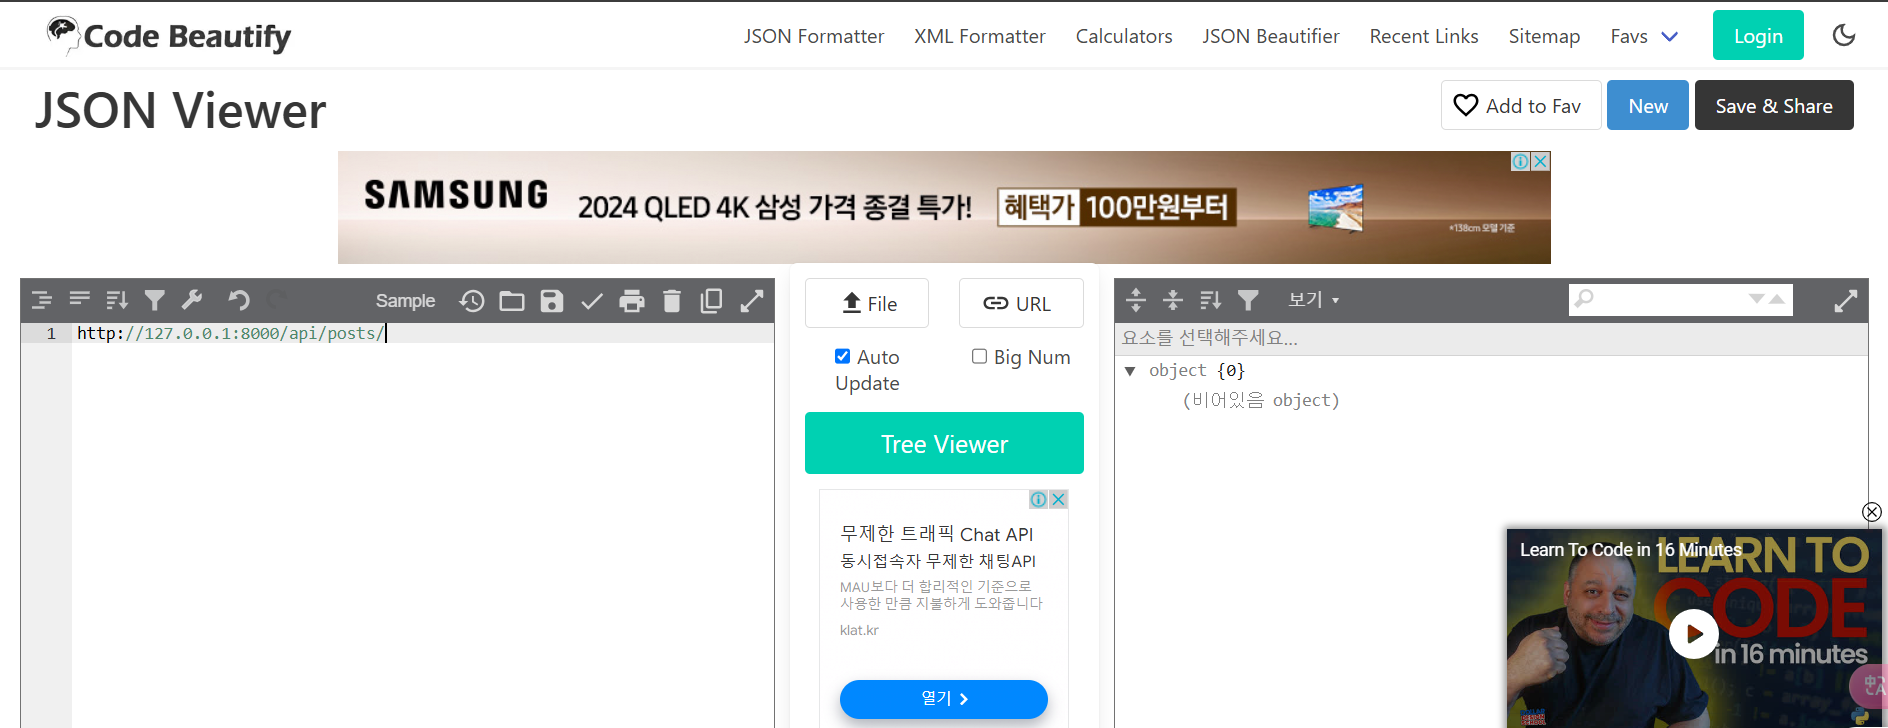 Code Beautify
JSON Formatter XML Formatter Calculators JSON Beautifier Recent Links Sitemap Favs Login
JSON Viewer
Add to Fav New Save & Share
SAMSUNG 2024 QLED 4K 삼성 가격 종결 특가! 혜택가 100만원부터
*138cm 모델 기준
Sample
File URL
보기
1 http://127.0.0.1:8000/api/posts/
요소를 선택해주세요...
Auto Update
Big Num
object {0}
(비어있음 object)
Tree Viewer
무제한 트래픽 Chat API
동시접속자 무제한 채팅API
MAU보다 더 합리적인 기준으로
사용한 만큼 지불하게 도와줍니다
klat.kr
열기
Learn To Code in 16 Minutes
LEARN TO
CODE
in 16 minutes
中
A